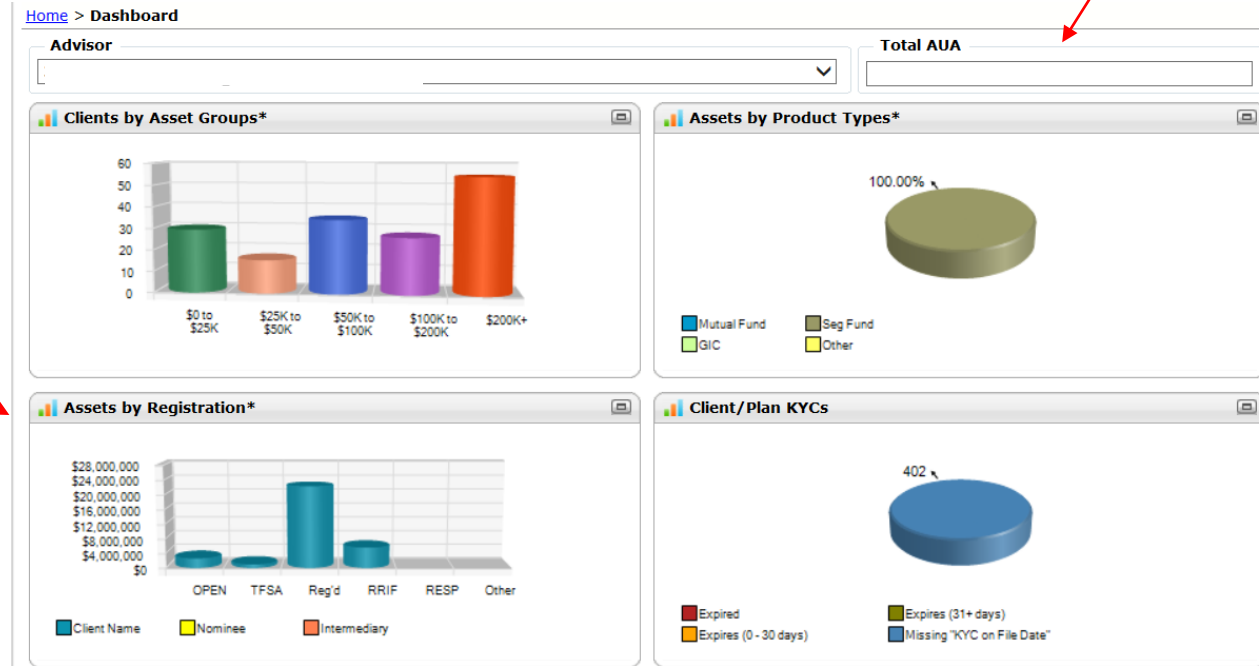 Home > Dashboard
Advisor
Total AUA
Clients by Asset Groups*
60
50
40
30
20
10
0
$0 to $25K
$25K to $50K
$50K to $100K
$100K to $200K
$200K+
Assets by Product Types*
100.00%
Mutual Fund
Seg Fund
GIC
Other
Assets by Registration*
$28,000,000
$24,000,000
$20,000,000
$16,000,000
$12,000,000
$8,000,000
$4,000,000
$0
OPEN TFSA Reg'd RRIF RESP Other
Client Name
Nominee
Intermediary
Client/Plan KYCs
402
Expired
Expires (31+ days)
Expires (0 - 30 days)
Missing "KYC on File Date"